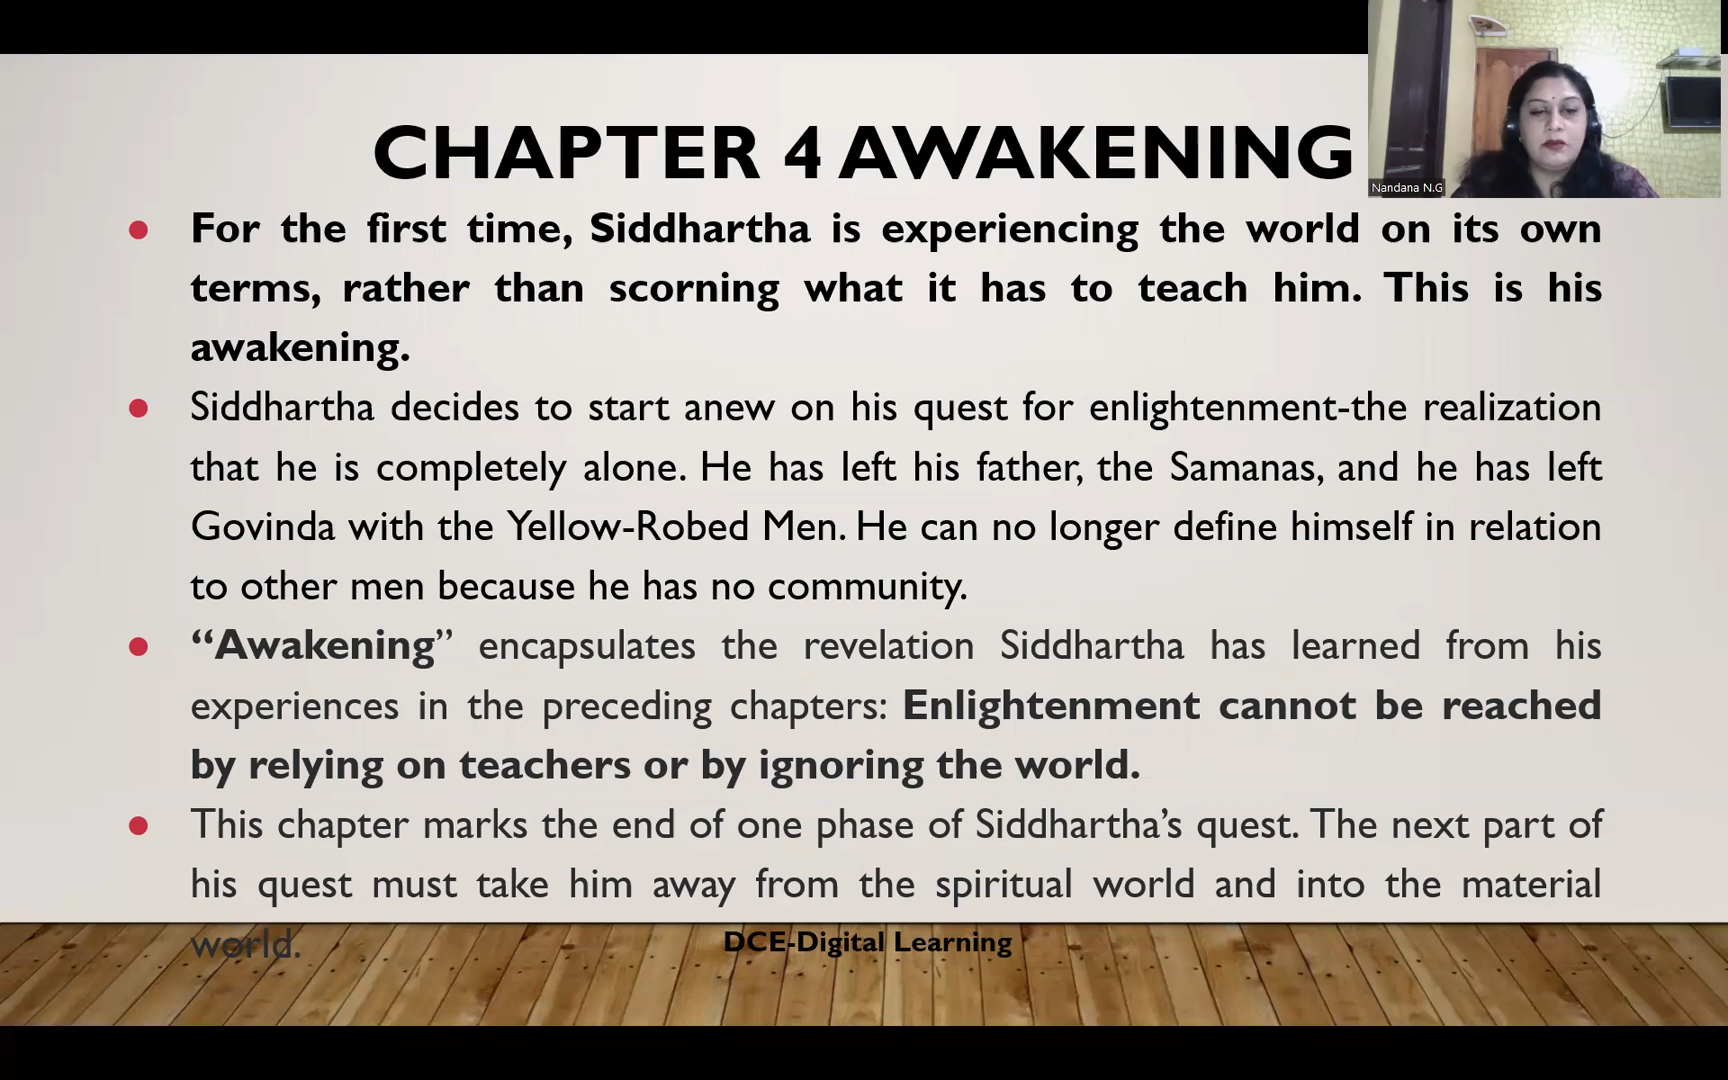 CHAPTER 4 AWAKENING
Nandana N.G
● For the first time, Siddhartha is experiencing the world on its own
terms, rather than scorning what it has to teach him. This is his
awakening.
● Siddhartha decides to start anew on his quest for enlightenment-the realization
that he is completely alone. He has left his father, the Samanas, and he has left
Govinda with the Yellow-Robed Men. He can no longer define himself in relation
to other men because he has no community.
● “Awakening” encapsulates the revelation Siddhartha has learned from his
experiences in the preceding chapters: Enlightenment cannot be reached
by relying on teachers or by ignoring the world.
● This chapter marks the end of one phase of Siddhartha’s quest. The next part of
his quest must take him away from the spiritual world and into the material
world.
DCE-Digital Learning